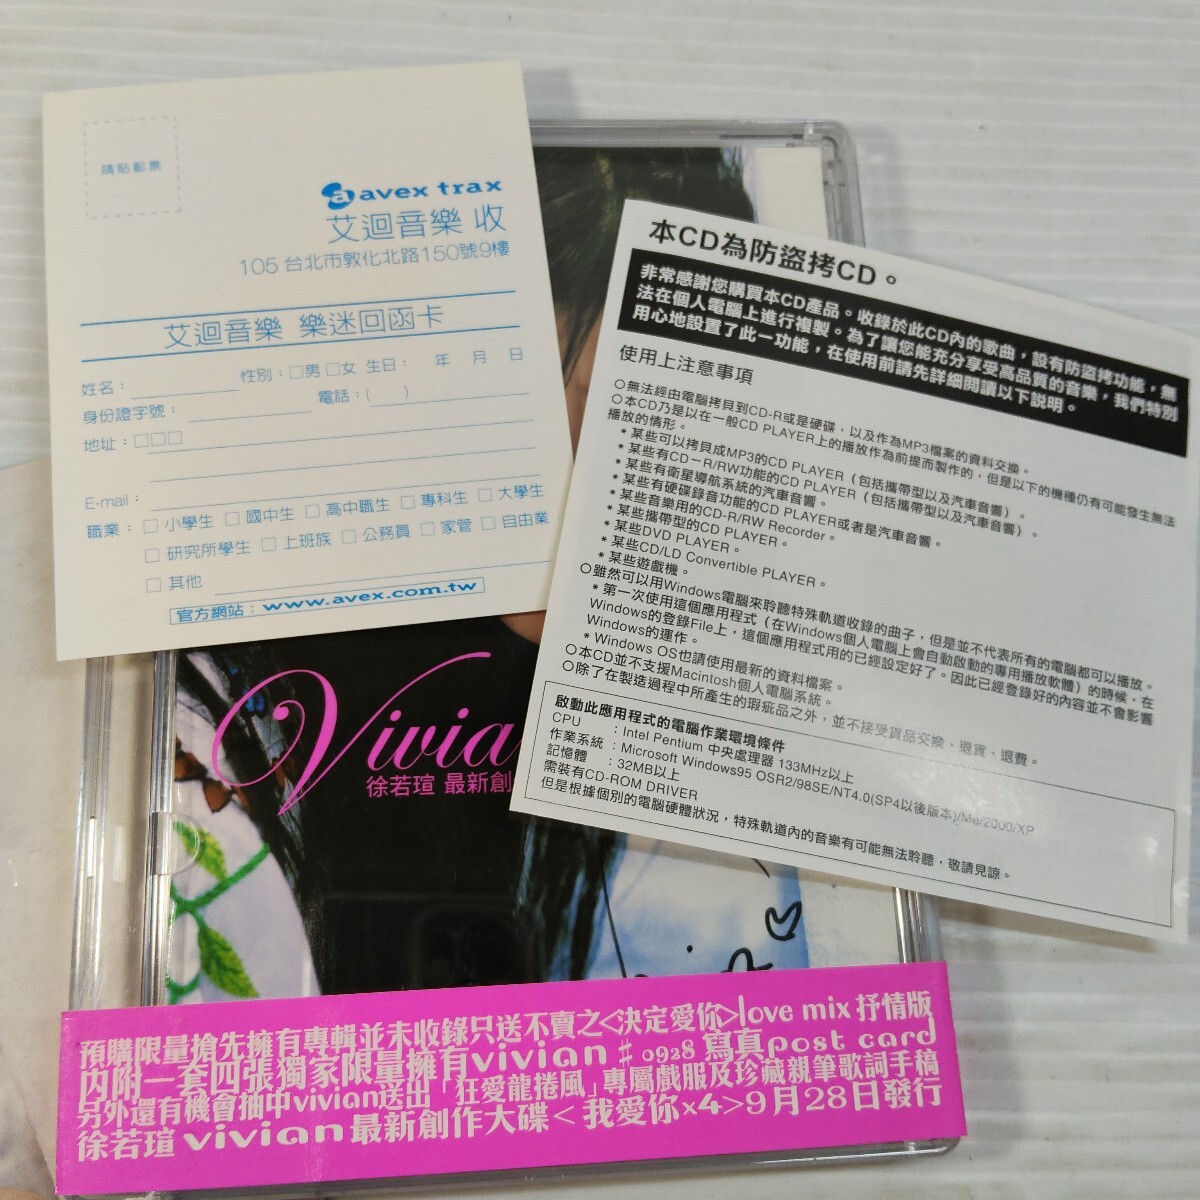 請貼郵票
avex trax
艾迴音樂 收
105 台北市敦化北路150號9樓
艾迴音樂 樂迷回函卡
姓名： 性別：□男 □女 生日： 年 月 日
身份證字號： 電話：( )
地址：□□□
E-mail：
職業：□ 小學生 □ 國中生 □ 高中職生 □ 專科生 □ 大學生
□ 研究所學生 □ 上班族 □ 公務員 □ 家管 □ 自由業
□ 其他
官方網站：www.avex.com.tw
本CD為防盜拷CD。
非常感謝您購買本CD產品。收錄於此CD內的歌曲，設有防盜拷功能，無
法在個人電腦上進行複製。為了讓您能充分享受高品質的音樂，我們特別
用心地設置了此一功能，在使用前請先詳細閱讀以下說明。
使用上注意事項
○無法經由電腦拷貝到CD-R或是硬碟，以及作為MP3檔案的資料交換。
○本CD乃是以在一般CD PLAYER上的播放作為前提而製作的，但是以下的機種仍有可能發生無法
播放的情形。
*某些可以拷貝成MP3的CD PLAYER（包括攜帶型以及汽車音響）。
*某些有CD－R/RW功能的CD PLAYER（包括攜帶型以及汽車音響）。
*某些有衛星導航系統的汽車音響。
*某些有硬碟錄音功能的CD PLAYER或者是汽車音響。
*某些音樂用的CD-R/RW Recorder。
*某些攜帶型的CD PLAYER。
*某些DVD PLAYER。
*某些CD/LD Convertible PLAYER。
*某些遊戲機。
○雖然可以用Windows電腦來聆聽特殊軌道收錄的曲子，但是並不代表所有的電腦都可以播放。
*第一次使用這個應用程式（在Windows個人電腦上會自動啟動的專用播放軟體）的時候，在
Windows的登錄File上，這個應用程式用的已經設定好了。因此已經登錄好的內容並不會影響
Windows的運作。
*Windows OS也請使用最新的資料檔案。
○本CD並不支援Macintosh個人電腦系統。
○除了在製造過程中所產生的瑕疵品之外，並不接受貨品交換、退貨、退費。
啟動此應用程式的電腦作業環境條件
CPU ：Intel Pentium 中央處理器 133MHz以上
作業系統：Microsoft Windows95 OSR2/98SE/NT4.0(SP4以後版本)/Me/2000/XP
記憶體 ：32MB以上
需裝有CD-ROM DRIVER
但是根據個別的電腦硬體狀況，特殊軌道內的音樂有可能無法聆聽，敬請見諒。
Vivia
徐若瑄 最新創
預購限量搶先擁有專輯並未收錄只送不賣之<決定愛你>love mix 抒情版
內附一套四張獨家限量擁有vivian♯0928 寫真post card
另外還有機會抽中vivian送出「狂愛龍捲風」專屬戲服及珍藏親筆歌詞手稿
徐若瑄 vivian最新創作大碟<我愛你x4>9月28日發行